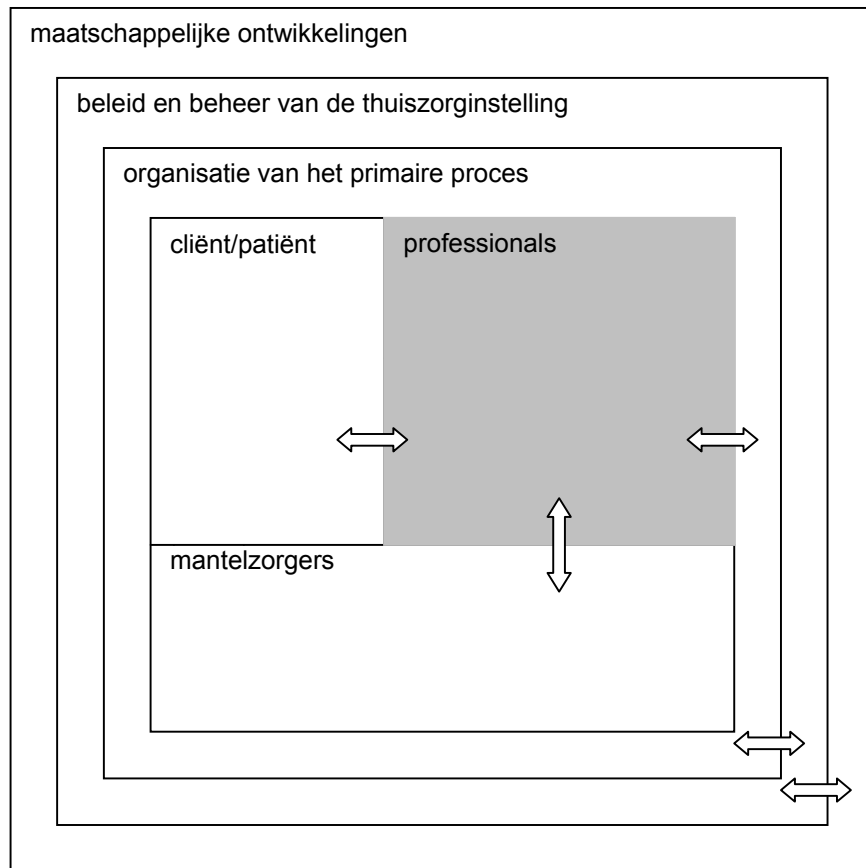 maatschappelijke ontwikkelingen
beleid en beheer van de thuiszorginstelling
organisatie van het primaire proces
cliënt/patiënt
professionals
mantelzorgers